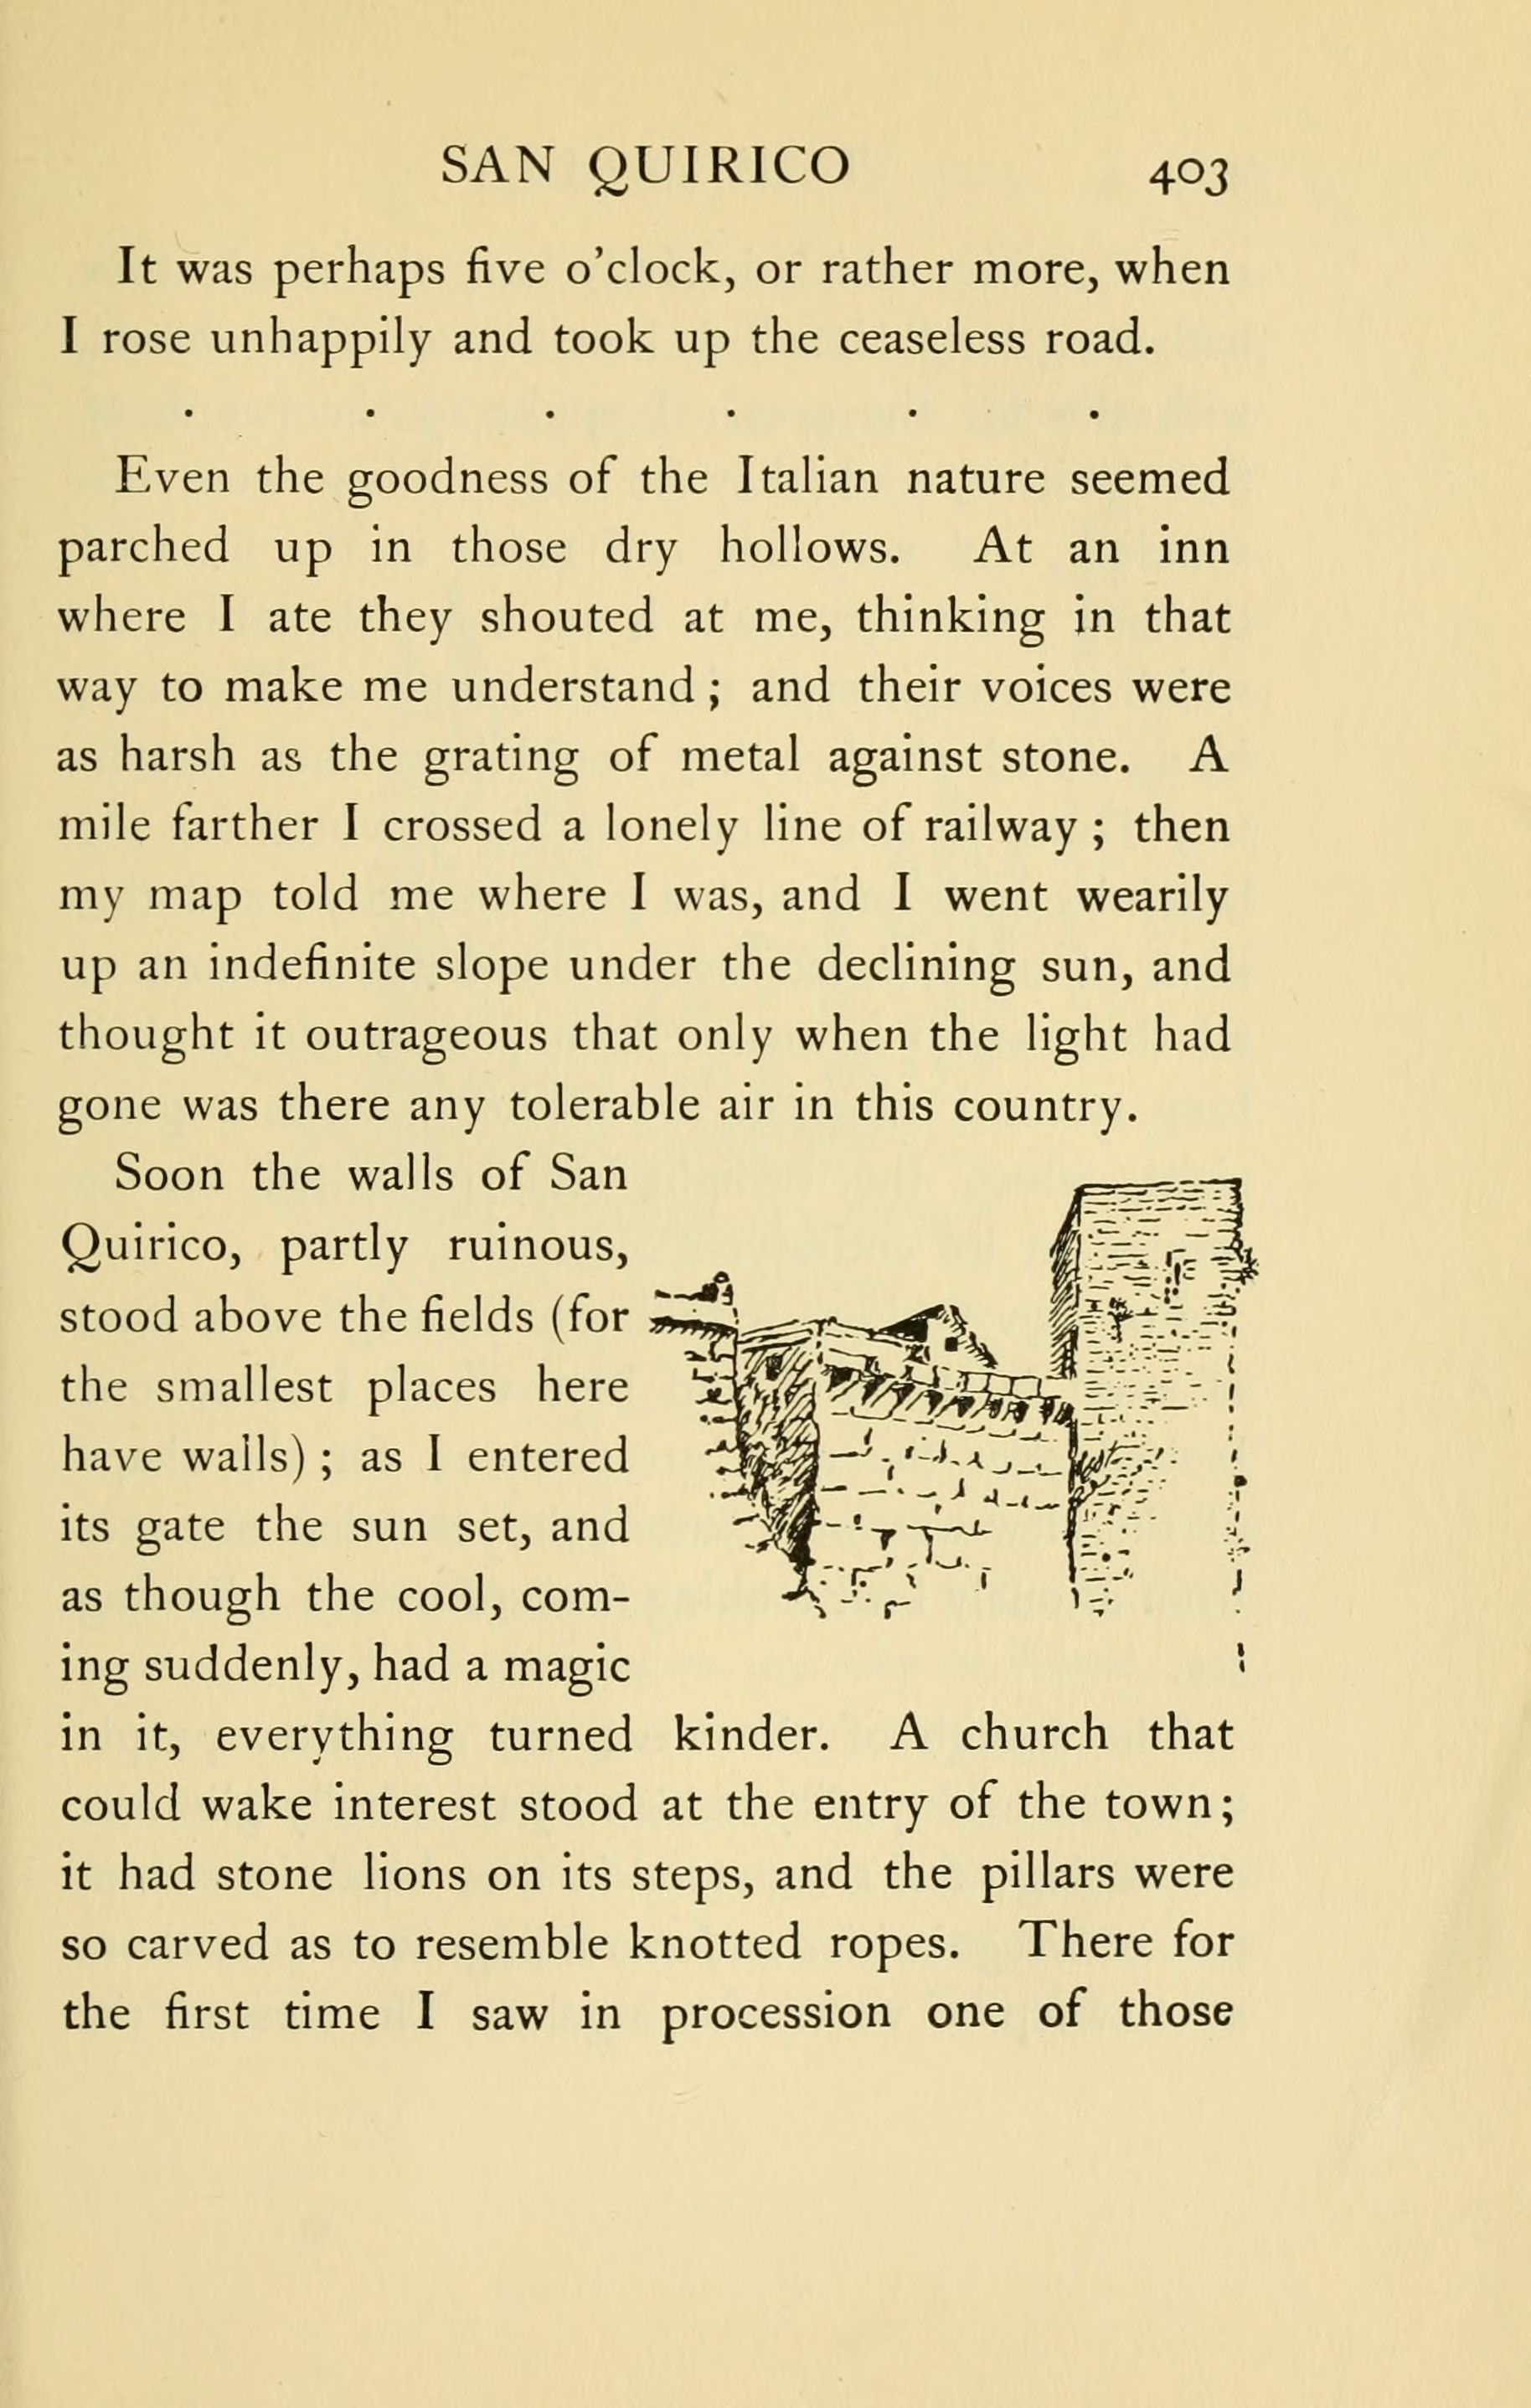 SAN QUIRICO 403
It was perhaps five o'clock, or rather more, when
I rose unhappily and took up the ceaseless road.
. . . . . .
Even the goodness of the Italian nature seemed
parched up in those dry hollows. At an inn
where I ate they shouted at me, thinking in that
way to make me understand ; and their voices were
as harsh as the grating of metal against stone. A
mile farther I crossed a lonely line of railway ; then
my map told me where I was, and I went wearily
up an indefinite slope under the declining sun, and
thought it outrageous that only when the light had
gone was there any tolerable air in this country.
Soon the walls of San
Quirico, partly ruinous,
stood above the fields (for
the smallest places here
have walls) ; as I entered
its gate the sun set, and
as though the cool, com-
ing suddenly, had a magic
in it, everything turned kinder. A church that
could wake interest stood at the entry of the town;
it had stone lions on its steps, and the pillars were
so carved as to resemble knotted ropes. There for
the first time I saw in procession one of those